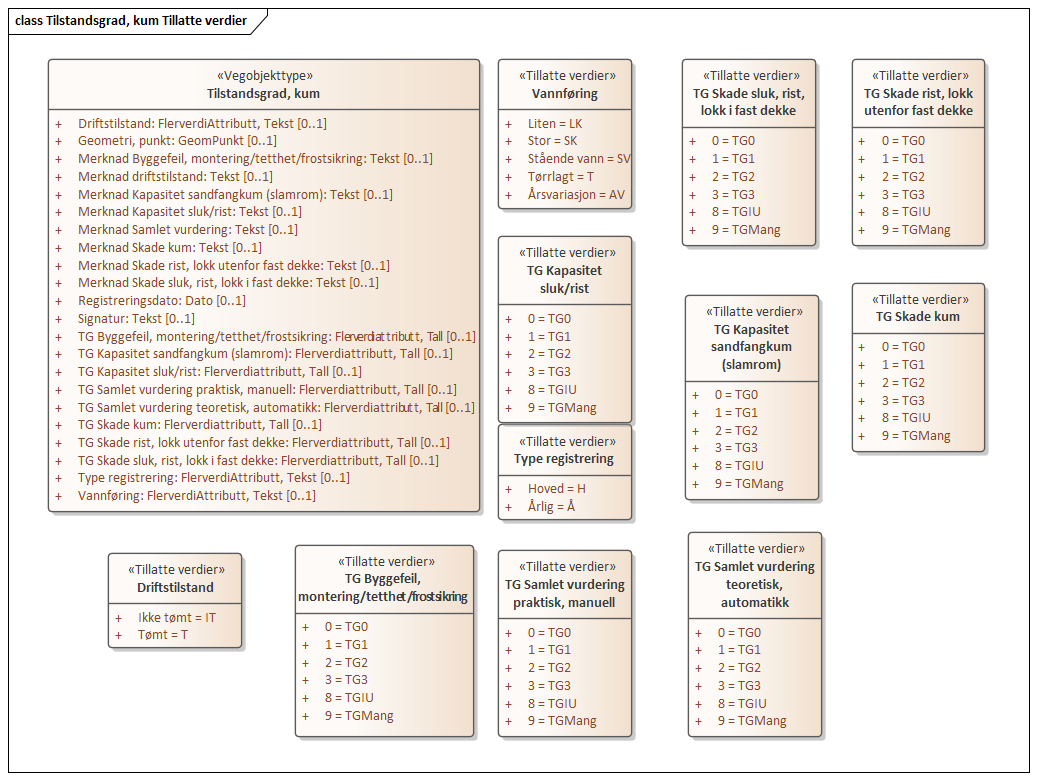 class Tilstandsgrad, kum Tillatte verdier
«Vegobjekttype»
Tilstandsgrad, kum
+ Driftstilstand: FlerverdiAttributt, Tekst [0..1]
+ Geometri, punkt: GeomPunkt [0..1]
+ Merknad Byggefeil, montering/tetthet/frostsikring: Tekst [0..1]
+ Merknad driftstilstand: Tekst [0..1]
+ Merknad Kapasitet sandfangkum (slamrom): Tekst [0..1]
+ Merknad Kapasitet sluk/rist: Tekst [0..1]
+ Merknad Samlet vurdering: Tekst [0..1]
+ Merknad Skade kum: Tekst [0..1]
+ Merknad Skade rist, lokk utenfor fast dekke: Tekst [0..1]
+ Merknad Skade sluk, rist, lokk i fast dekke: Tekst [0..1]
+ Registreringsdato: Dato [0..1]
+ Signatur: Tekst [0..1]
+ TG Byggefeil, montering/tetthet/frostsikring: Flerverdiattributt, Tall [0..1]
+ TG Kapasitet sandfangkum (slamrom): Flerverdiattributt, Tall [0..1]
+ TG Kapasitet sluk/rist: Flerverdiattributt, Tall [0..1]
+ TG Samlet vurdering praktisk, manuell: Flerverdiattributt, Tall [0..1]
+ TG Samlet vurdering teoretisk, automatikk: Flerverdiattributt, Tall [0..1]
+ TG Skade kum: Flerverdiattributt, Tall [0..1]
+ TG Skade rist, lokk utenfor fast dekke: Flerverdiattributt, Tall [0..1]
+ TG Skade sluk, rist, lokk i fast dekke: Flerverdiattributt, Tall [0..1]
+ Type registrering: FlerverdiAttributt, Tekst [0..1]
+ Vannføring: FlerverdiAttributt, Tekst [0..1]
«Tillatte verdier»
Vannføring
+ Liten = LK
+ Stor = SK
+ Stående vann = SV
+ Tørrlagt = T
+ Årsvariasjon = AV
«Tillatte verdier»
TG Skade sluk, rist,
lokk i fast dekke
+ 0 = TG0
+ 1 = TG1
+ 2 = TG2
+ 3 = TG3
+ 8 = TGIU
+ 9 = TGMang
«Tillatte verdier»
TG Skade rist, lokk
utenfor fast dekke
+ 0 = TG0
+ 1 = TG1
+ 2 = TG2
+ 3 = TG3
+ 8 = TGIU
+ 9 = TGMang
«Tillatte verdier»
TG Kapasitet
sluk/rist
+ 0 = TG0
+ 1 = TG1
+ 2 = TG2
+ 3 = TG3
+ 8 = TGIU
+ 9 = TGMang
«Tillatte verdier»
TG Kapasitet
sandfangkum
(slamrom)
+ 0 = TG0
+ 1 = TG1
+ 2 = TG2
+ 3 = TG3
+ 8 = TGIU
+ 9 = TGMang
«Tillatte verdier»
TG Skade kum
+ 0 = TG0
+ 1 = TG1
+ 2 = TG2
+ 3 = TG3
+ 8 = TGIU
+ 9 = TGMang
«Tillatte verdier»
Type registrering
+ Hoved = H
+ Årlig = Å
«Tillatte verdier»
Driftstilstand
+ Ikke tømt = IT
+ Tømt = T
«Tillatte verdier»
TG Byggefeil,
montering/tetthet/frostsikring
+ 0 = TG0
+ 1 = TG1
+ 2 = TG2
+ 3 = TG3
+ 8 = TGIU
+ 9 = TGMang
«Tillatte verdier»
TG Samlet vurdering
praktisk, manuell
+ 0 = TG0
+ 1 = TG1
+ 2 = TG2
+ 3 = TG3
+ 8 = TGIU
+ 9 = TGMang
«Tillatte verdier»
TG Samlet vurdering
teoretisk,
automatikk
+ 0 = TG0
+ 1 = TG1
+ 2 = TG2
+ 3 = TG3
+ 8 = TGIU
+ 9 = TGMang